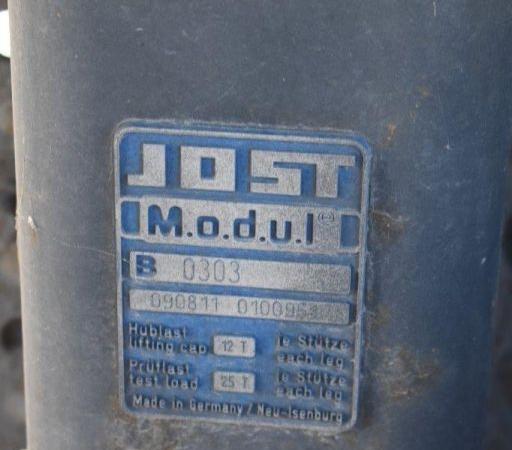 JOST
M.o.d.u.l
B 0303
090811 010095
Hublast
lifting cap 12 T je Stütze
each leg
Prüflast
test load 25 T je Stütze
each leg
Made in Germany / Neu-Isenburg